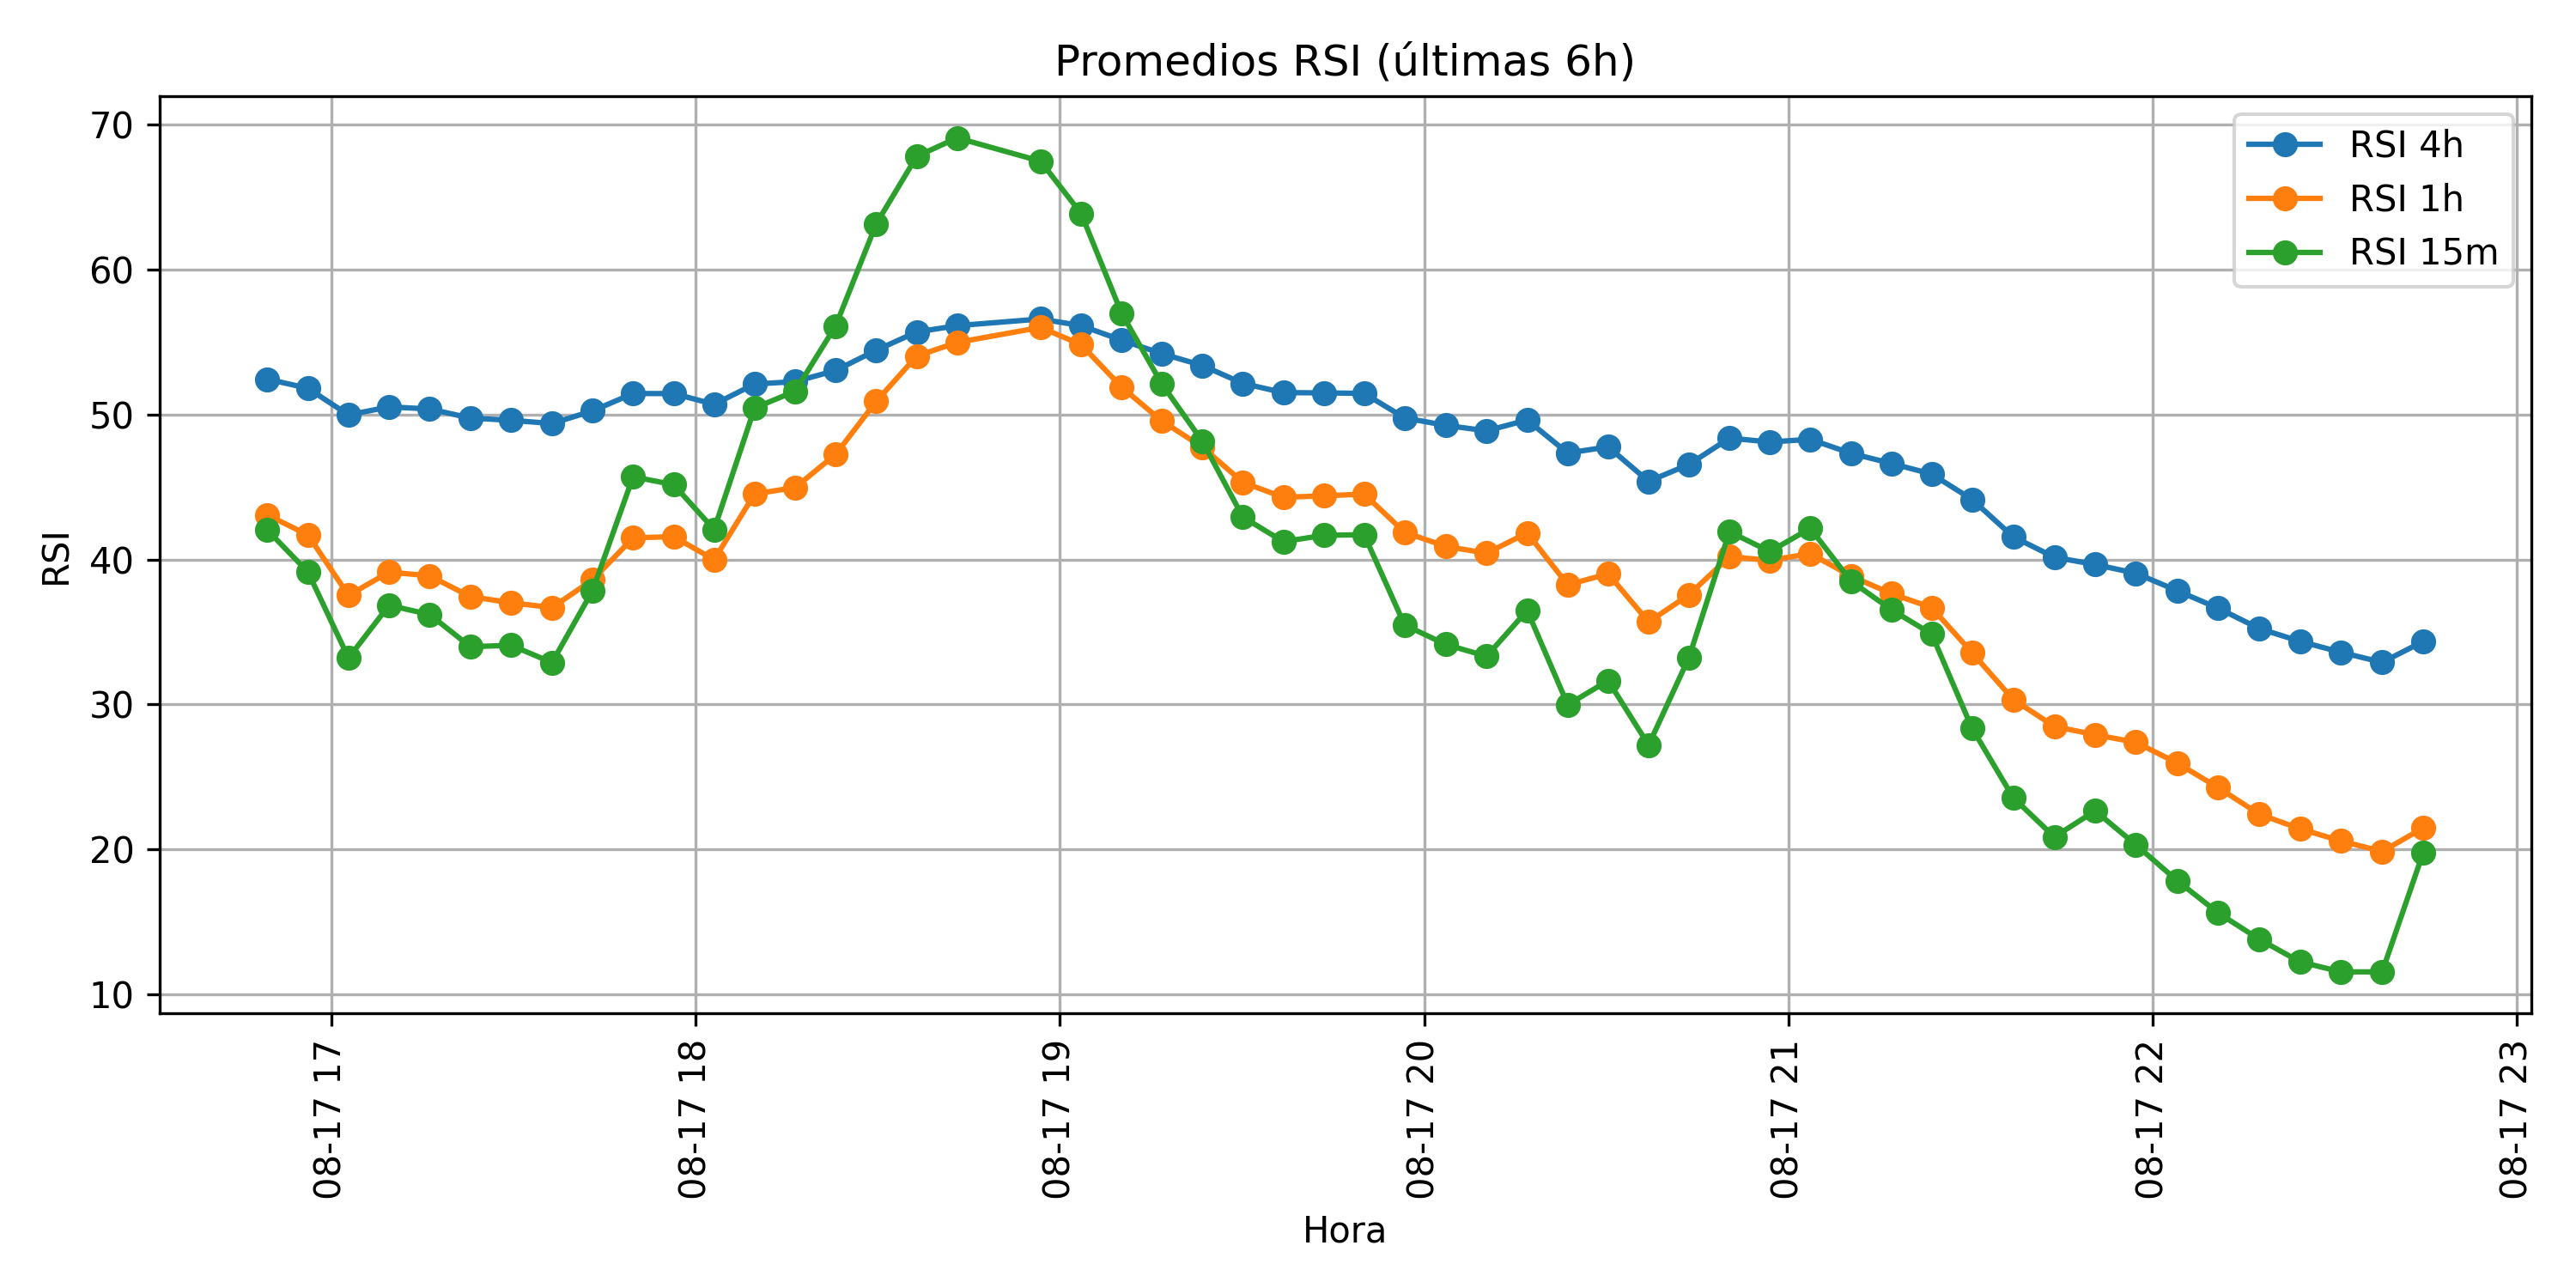 Promedios RSI (últimas 6h)
RSI 4h
RSI 1h
RSI 15m
RSI
70
60
50
40
30
20
10
08-17 17
08-17 18
08-17 19
08-17 20
08-17 21
08-17 22
08-17 23
Hora